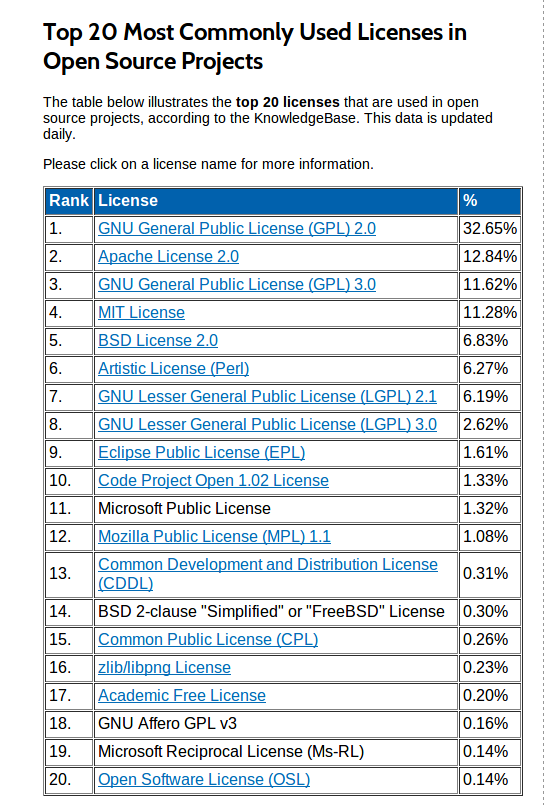 Top 20 Most Commonly Used Licenses in
Open Source Projects
The table below illustrates the top 20 licenses that are used in open
source projects, according to the KnowledgeBase. This data is updated
daily.
Please click on a license name for more information.
Rank License %
1. GNU General Public License (GPL) 2.0 32.65%
2. Apache License 2.0 12.84%
3. GNU General Public License (GPL) 3.0 11.62%
4. MIT License 11.28%
5. BSD License 2.0 6.83%
6. Artistic License (Perl) 6.27%
7. GNU Lesser General Public License (LGPL) 2.1 6.19%
8. GNU Lesser General Public License (LGPL) 3.0 2.62%
9. Eclipse Public License (EPL) 1.61%
10. Code Project Open 1.02 License 1.33%
11. Microsoft Public License 1.32%
12. Mozilla Public License (MPL) 1.1 1.08%
13. Common Development and Distribution License
(CDDL) 0.31%
14. BSD 2-clause "Simplified" or "FreeBSD" License 0.30%
15. Common Public License (CPL) 0.26%
16. zlib/libpng License 0.23%
17. Academic Free License 0.20%
18. GNU Affero GPL v3 0.16%
19. Microsoft Reciprocal License (Ms-RL) 0.14%
20. Open Software License (OSL) 0.14%